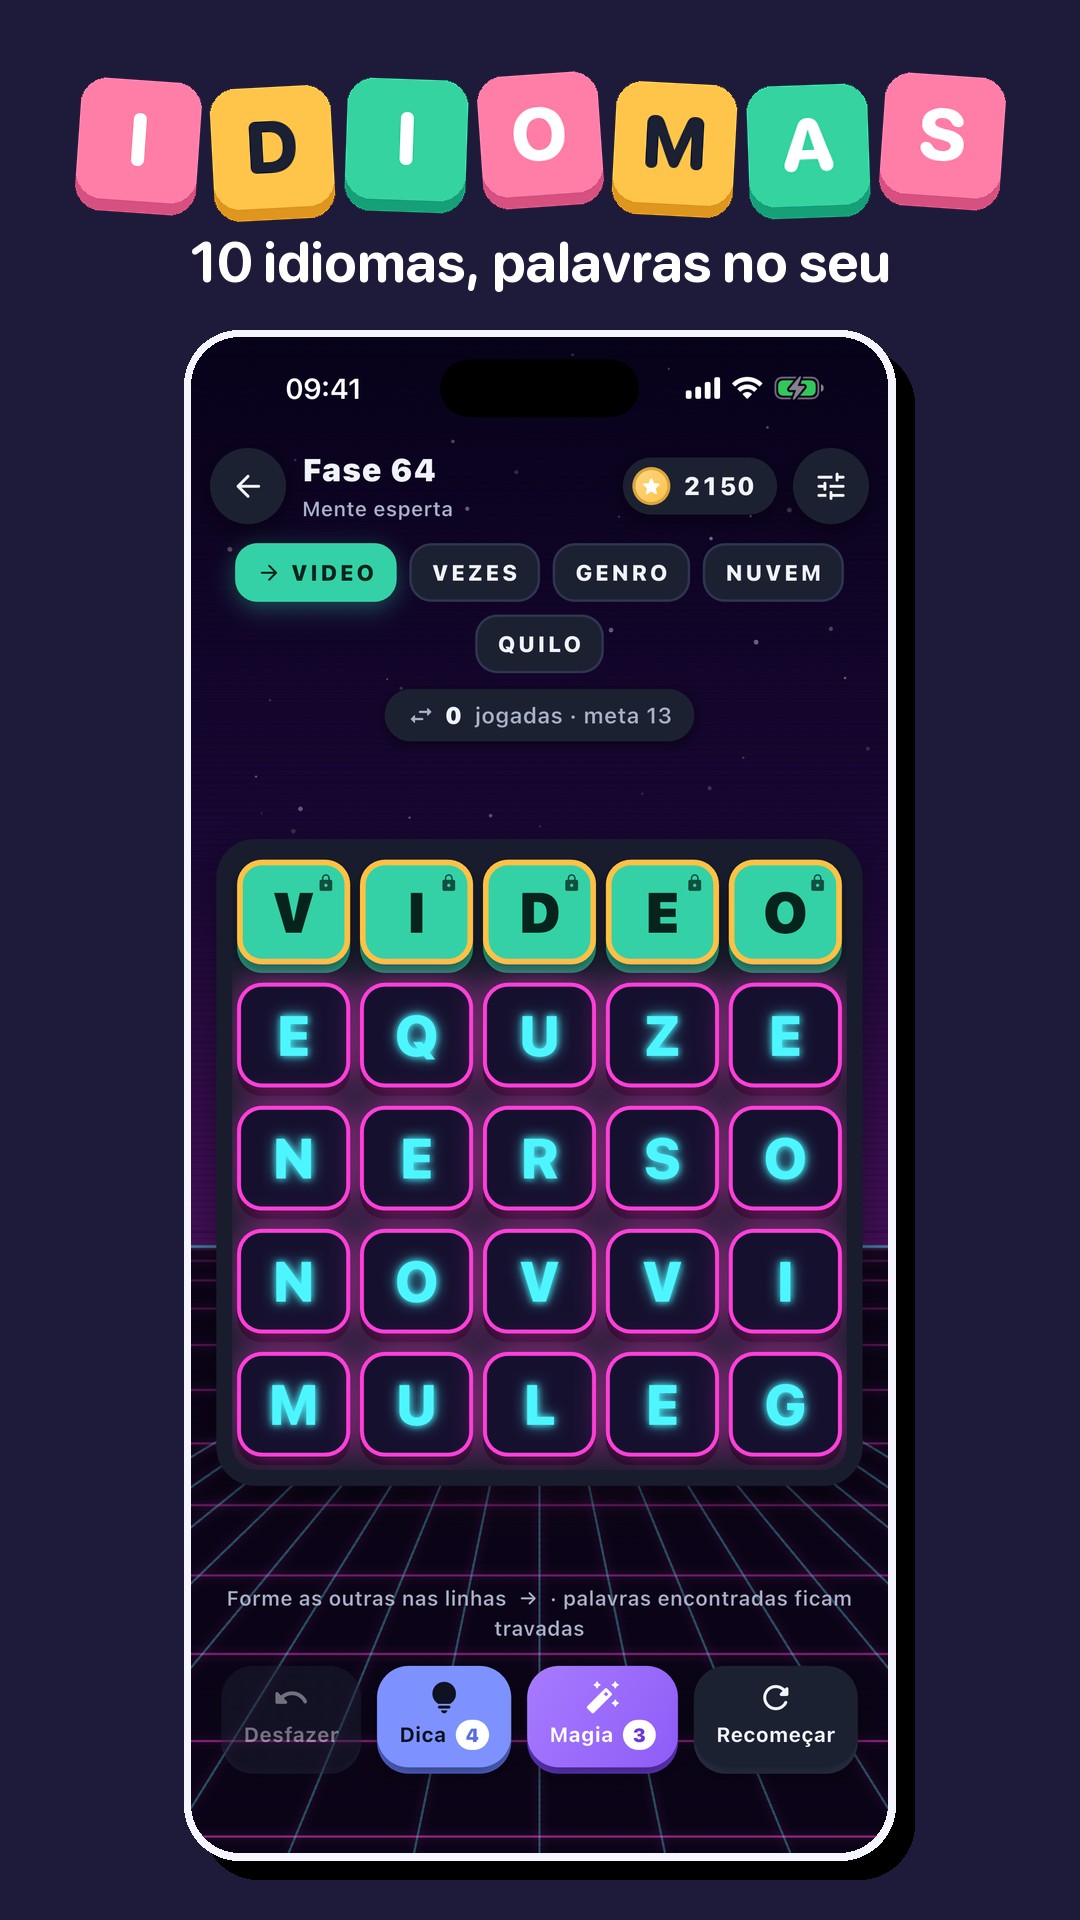 IDIOMAS
10 idiomas, palavras no seu
09:41
Fase 64
Mente esperta
2150
→ VIDEO VEZES GENRO NUVEM
QUILO
0 jogadas · meta 13
V I D E O
E Q U Z E
N E R S O
N O V V I
M U L E G
Forme as outras nas linhas → · palavras encontradas ficam
travadas
Desfazer Dica 4 Magia 3 Recomeçar